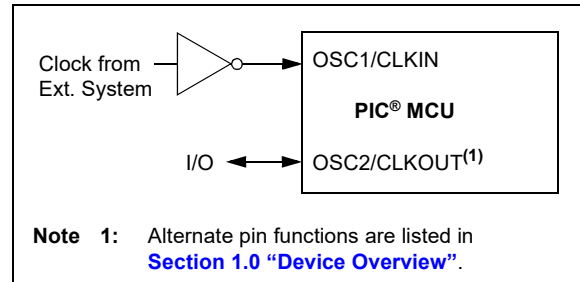 Clock from
Ext. System
OSC1/CLKIN
PIC® MCU
I/O
OSC2/CLKOUT(1)
Note 1: Alternate pin functions are listed in
Section 1.0 “Device Overview”.